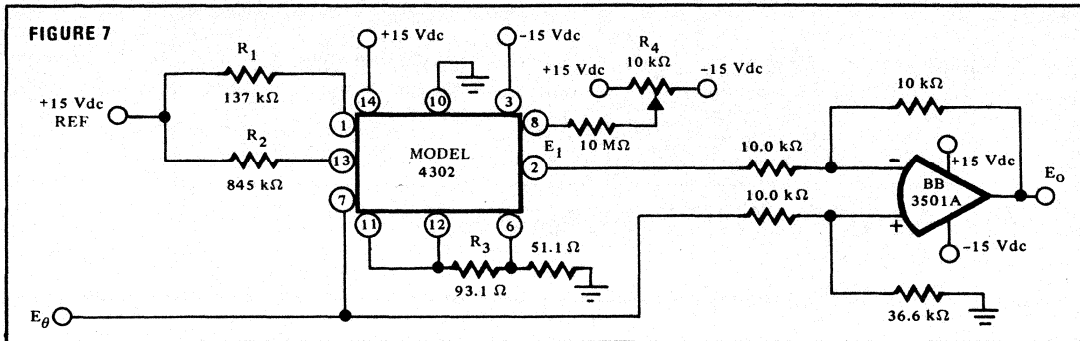 FIGURE 7
R1
137 kΩ
+15 Vdc
REF
R2
845 kΩ
+15 Vdc
-15 Vdc
14
10
3
1
13
7
8
2
11
12
6
MODEL
4302
R4
10 kΩ
+15 Vdc
-15 Vdc
10 MΩ
E1
R3
93.1 Ω
51.1 Ω
Eθ
10.0 kΩ
10.0 kΩ
10 kΩ
-
+
BB
3501A
+15 Vdc
-15 Vdc
Eo
36.6 kΩ